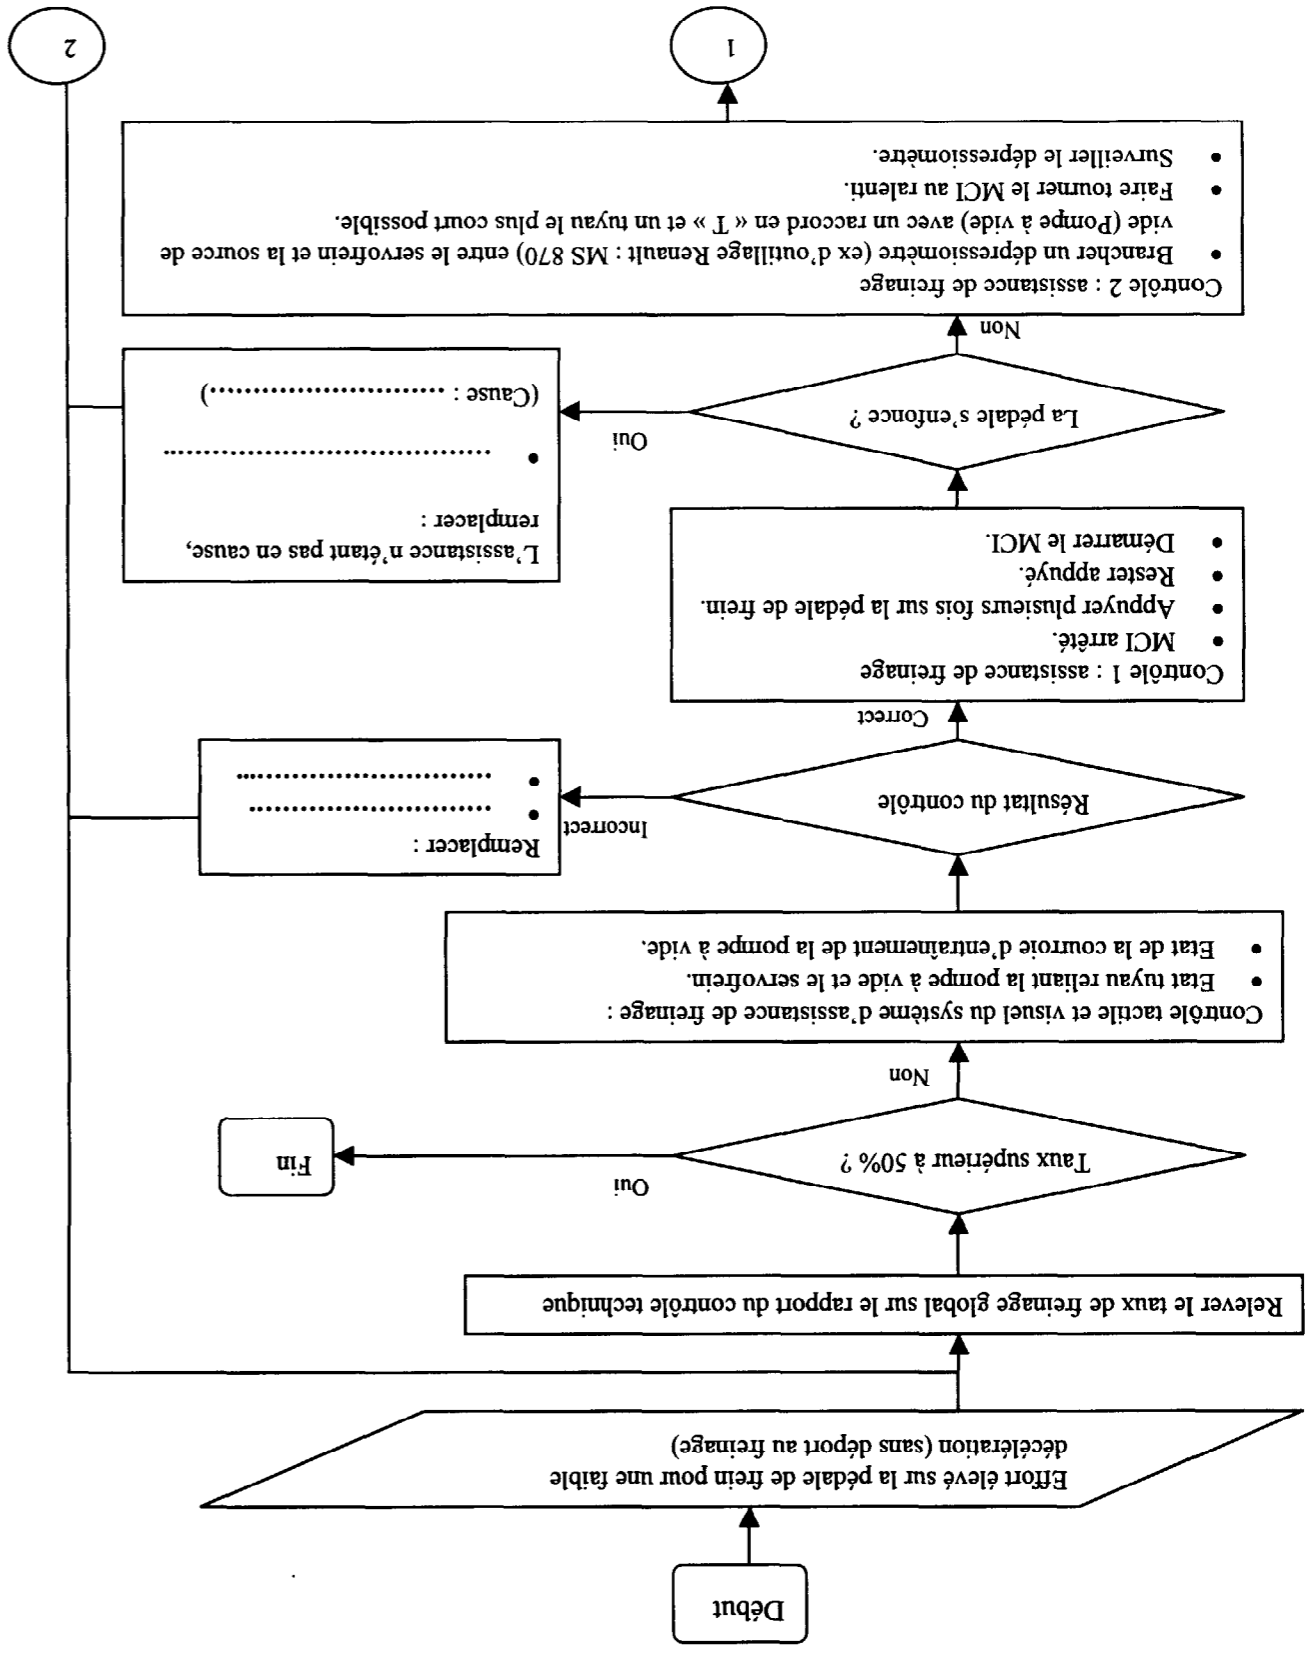 Début
Effort élevé sur la pédale de frein pour une faible
décélération (sans déport au freinage)
Relever le taux de freinage global sur le rapport du contrôle technique
Taux supérieur à 50% ?
Oui
Fin
Non
Contrôle tactile et visuel du système d'assistance de freinage :
• Etat tuyau reliant la pompe à vide et le servofrein.
• Etat de la courroie d'entraînement de la pompe à vide.
Résultat du contrôle
Incorrect
Remplacer :
• ..............................
• ................................
Correct
Contrôle 1 : assistance de freinage
• MCI arrêté.
• Appuyer plusieurs fois sur la pédale de frein.
• Rester appuyé.
• Démarrer le MCI.
La pédale s'enfonce ?
Oui
L'assistance n'étant pas en cause,
remplacer :
• ........................................
(Cause : ............................)
Non
Contrôle 2 : assistance de freinage
• Brancher un dépressiomètre (ex d'outillage Renault : MS 870) entre le servofrein et la source de
vide (Pompe à vide) avec un raccord en « T » et un tuyau le plus court possible.
• Faire tourner le MCI au ralenti.
• Surveiller le dépressiomètre.
1
2